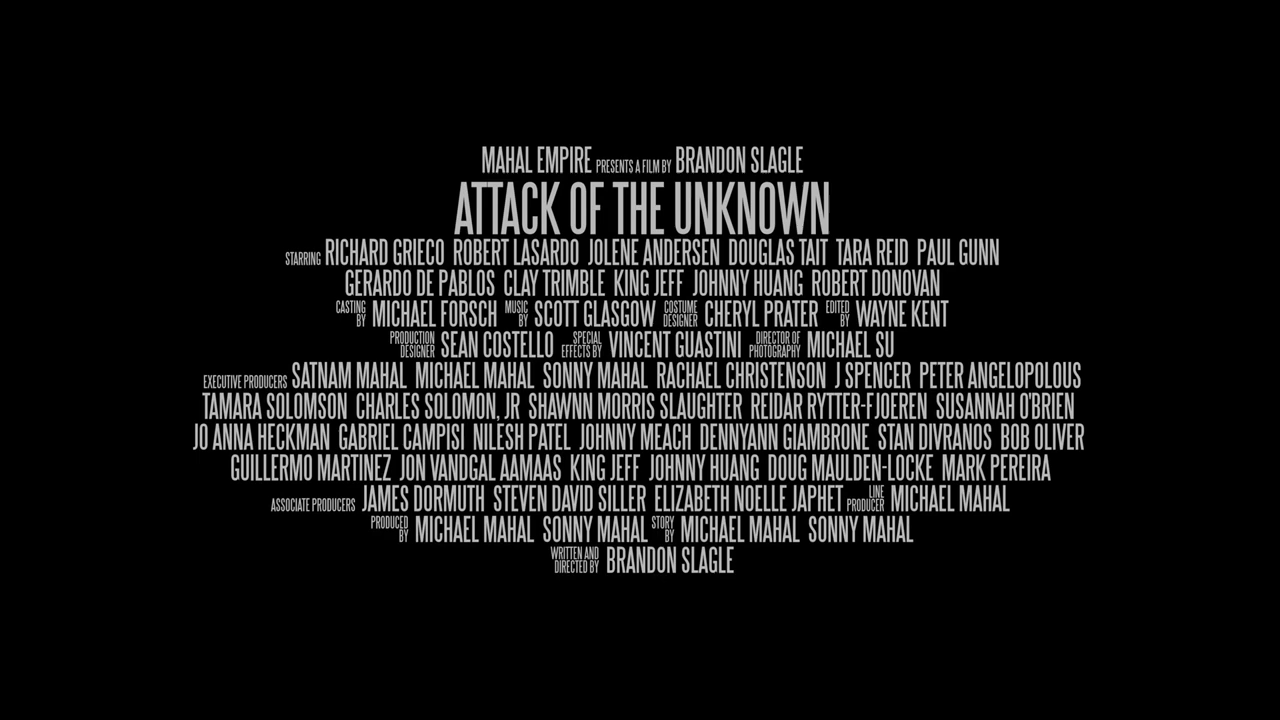 MAHAL EMPIRE PRESENTS A FILM BY BRANDON SLAGLE
ATTACK OF THE UNKNOWN
STARRING RICHARD GRIECO ROBERT LASARDO JOLENE ANDERSEN DOUGLAS TAIT TARA REID PAUL GUNN
GERARDO DE PABLOS CLAY TRIMBLE KING JEFF JOHNNY HUANG ROBERT DONOVAN
CASTING BY MICHAEL FORSCH MUSIC BY SCOTT GLASGOW COSTUME DESIGNER CHERYL PRATER EDITED BY WAYNE KENT
PRODUCTION DESIGNER SEAN COSTELLO SPECIAL EFFECTS BY VINCENT GUASTINI DIRECTOR OF PHOTOGRAPHY MICHAEL SU
EXECUTIVE PRODUCERS SATNAM MAHAL MICHAEL MAHAL SONNY MAHAL RACHAEL CHRISTENSON J SPENCER PETER ANGELOPOLOUS
TAMARA SOLOMSON CHARLES SOLOMON, JR SHAWNN MORRIS SLAUGHTER REIDAR RYTTER-FJOEREN SUSANNAH O'BRIEN
JO ANNA HECKMAN GABRIEL CAMPISI NILESH PATEL JOHNNY MEACH DENNYANN GIAMBRONE STAN DIVRANOS BOB OLIVER
GUILLERMO MARTINEZ JON VANDGAL AAMAAS KING JEFF JOHNNY HUANG DOUG MAULDEN-LOCKE MARK PEREIRA
ASSOCIATE PRODUCERS JAMES DORMUTH STEVEN DAVID SILLER ELIZABETH NOELLE JAPHET LINE PRODUCER MICHAEL MAHAL
PRODUCED BY MICHAEL MAHAL SONNY MAHAL STORY BY MICHAEL MAHAL SONNY MAHAL
WRITTEN AND DIRECTED BY BRANDON SLAGLE